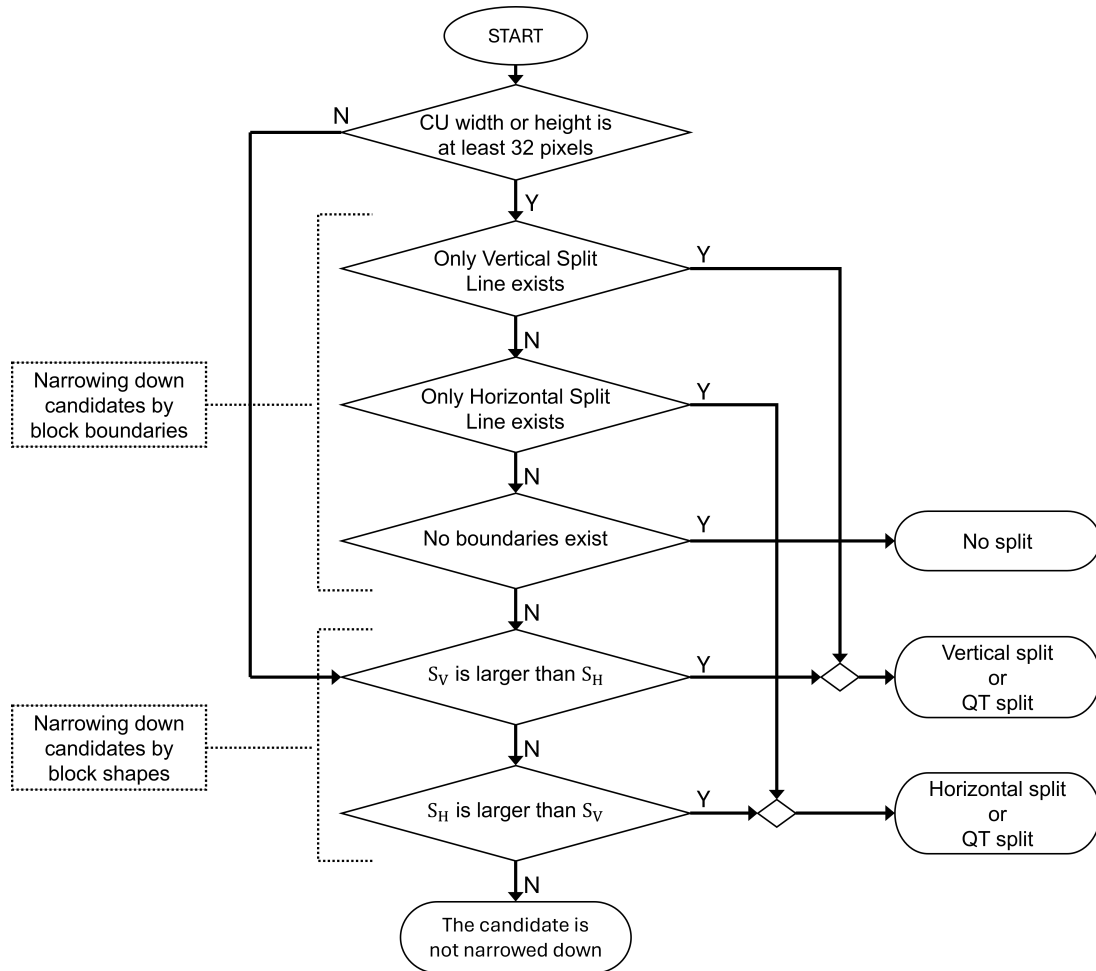 START
N
CU width or height is
at least 32 pixels
Y
Only Vertical Split
Line exists
Y
N
Narrowing down
candidates by
block boundaries
Only Horizontal Split
Line exists
Y
N
No boundaries exist
Y
No split
N
S_V is larger than S_H
Y
Vertical split
or
QT split
Narrowing down
candidates by
block shapes
N
S_H is larger than S_V
Y
Horizontal split
or
QT split
N
The candidate is
not narrowed down